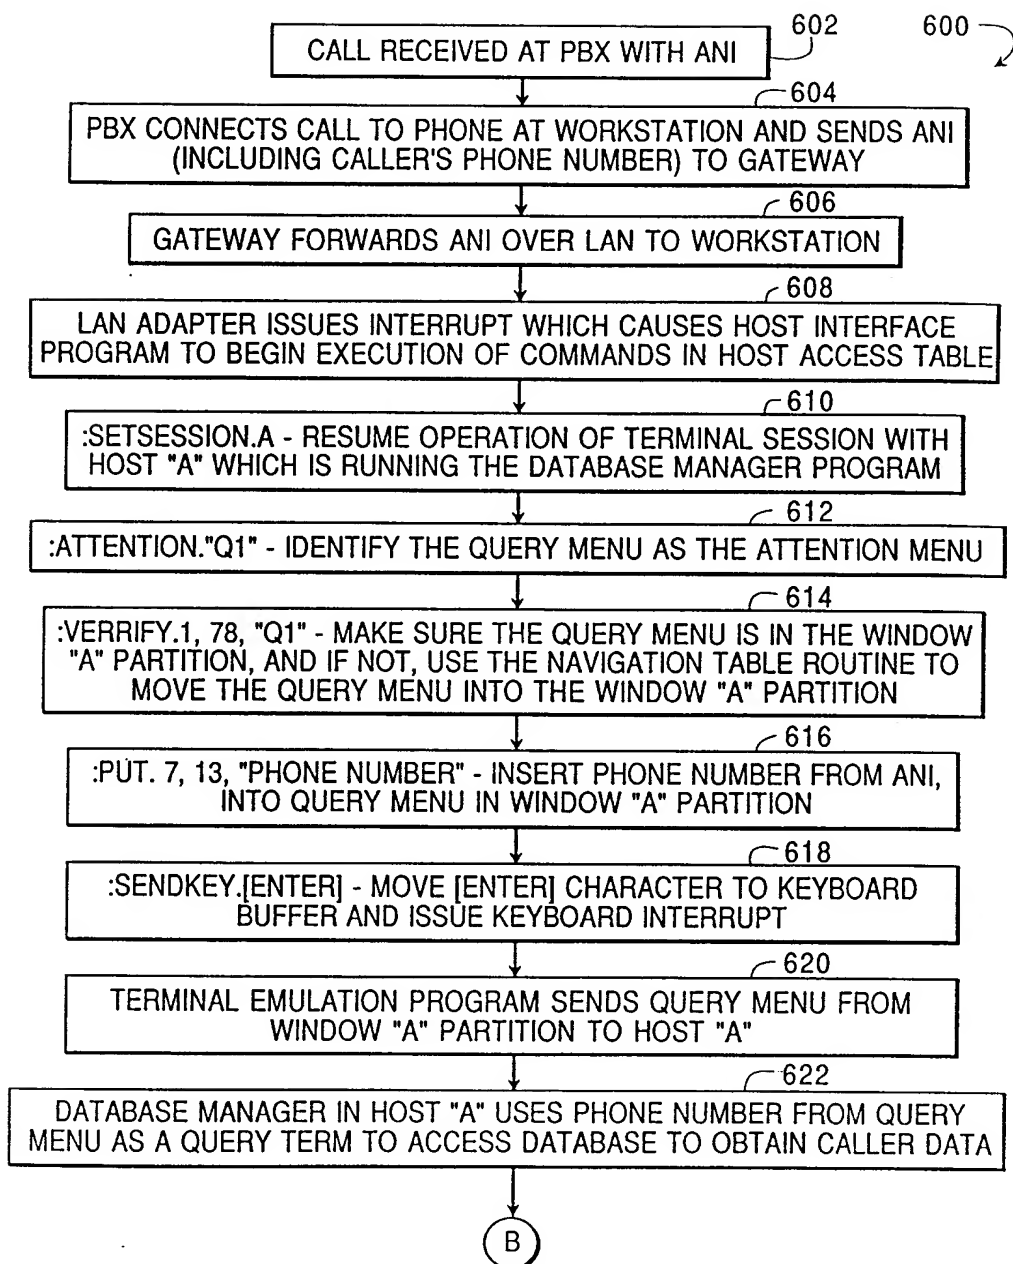 602
600
CALL RECEIVED AT PBX WITH ANI
604
PBX CONNECTS CALL TO PHONE AT WORKSTATION AND SENDS ANI
(INCLUDING CALLER'S PHONE NUMBER) TO GATEWAY
606
GATEWAY FORWARDS ANI OVER LAN TO WORKSTATION
608
LAN ADAPTER ISSUES INTERRUPT WHICH CAUSES HOST INTERFACE
PROGRAM TO BEGIN EXECUTION OF COMMANDS IN HOST ACCESS TABLE
610
:SETSESSION.A - RESUME OPERATION OF TERMINAL SESSION WITH
HOST "A" WHICH IS RUNNING THE DATABASE MANAGER PROGRAM
612
:ATTENTION."Q1" - IDENTIFY THE QUERY MENU AS THE ATTENTION MENU
614
:VERRIFY.1, 78, "Q1" - MAKE SURE THE QUERY MENU IS IN THE WINDOW
"A" PARTITION, AND IF NOT, USE THE NAVIGATION TABLE ROUTINE TO
MOVE THE QUERY MENU INTO THE WINDOW "A" PARTITION
616
:PUT. 7, 13, "PHONE NUMBER" - INSERT PHONE NUMBER FROM ANI,
INTO QUERY MENU IN WINDOW "A" PARTITION
618
:SENDKEY.[ENTER] - MOVE [ENTER] CHARACTER TO KEYBOARD
BUFFER AND ISSUE KEYBOARD INTERRUPT
620
TERMINAL EMULATION PROGRAM SENDS QUERY MENU FROM
WINDOW "A" PARTITION TO HOST "A"
622
DATABASE MANAGER IN HOST "A" USES PHONE NUMBER FROM QUERY
MENU AS A QUERY TERM TO ACCESS DATABASE TO OBTAIN CALLER DATA
B